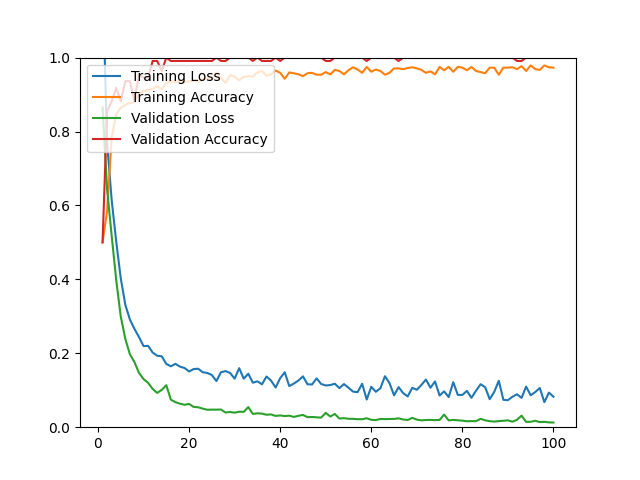 1.0
0.8
0.6
0.4
0.2
0.0
Training Loss
Training Accuracy
Validation Loss
Validation Accuracy
0 20 40 60 80 100